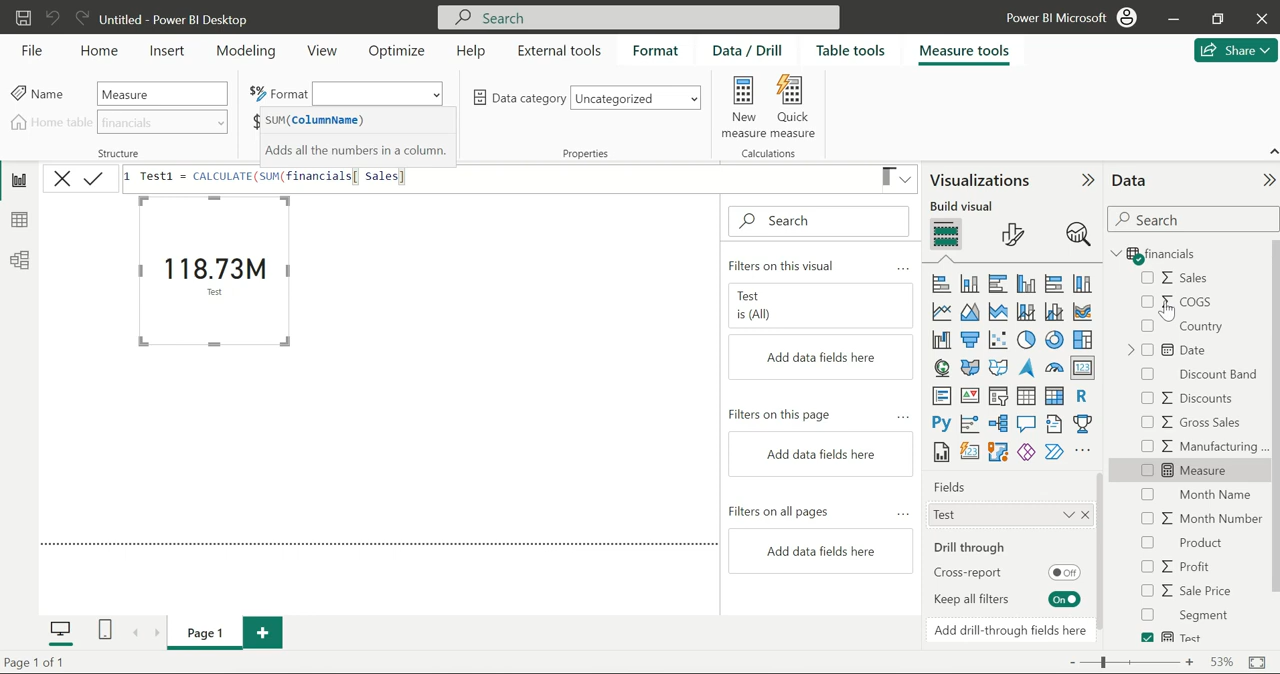 Untitled - Power BI Desktop
Search
Power BI Microsoft
File Home Insert Modeling View Optimize Help External tools Format Data / Drill Table tools Measure tools
Share
Name Measure
$% Format
Data category Uncategorized
Home table financials
$
New measure
Quick measure
Structure
Properties
Calculations
SUM(ColumnName)
Adds all the numbers in a column.
1 Test1 = CALCULATE(SUM(financials[ Sales]
118.73M
Test
Search
Filters on this visual ...
Test
is (All)
Add data fields here
Filters on this page ...
Add data fields here
Filters on all pages ...
Add data fields here
Visualizations
Build visual
123
R
Py
123
...
Fields
Test
Drill through
Cross-report Off
Keep all filters On
Add drill-through fields here
Data
Search
financials
Sales
COGS
Country
Date
Discount Band
Discounts
Gross Sales
Manufacturing ...
Measure
Month Name
Month Number
Product
Profit
Sale Price
Segment
Test
Page 1
Page 1 of 1
- + 53%